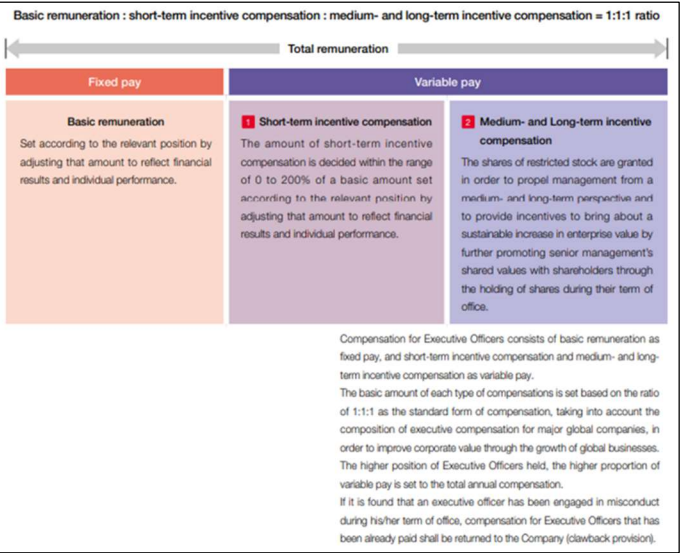 Basic remuneration : short-term incentive compensation : medium- and long-term incentive compensation = 1:1:1 ratio
Total remuneration
Fixed pay
Variable pay
Basic remuneration
Set according to the relevant position by
adjusting that amount to reflect financial
results and individual performance.
1 Short-term incentive compensation
The amount of short-term incentive
compensation is decided within the range
of 0 to 200% of a basic amount set
according to the relevant position by
adjusting that amount to reflect financial
results and individual performance.
2 Medium- and Long-term incentive
compensation
The shares of restricted stock are granted
in order to propel management from a
medium- and long-term perspective and
to provide incentives to bring about a
sustainable increase in enterprise value by
further promoting senior management's
shared values with shareholders through
the holding of shares during their term of
office.
Compensation for Executive Officers consists of basic remuneration as
fixed pay, and short-term incentive compensation and medium- and long-
term incentive compensation as variable pay.
The basic amount of each type of compensations is set based on the ratio
of 1:1:1 as the standard form of compensation, taking into account the
composition of executive compensation for major global companies, in
order to improve corporate value through the growth of global businesses.
The higher position of Executive Officers held, the higher proportion of
variable pay is set to the total annual compensation.
If it is found that an executive officer has been engaged in misconduct
during his/her term of office, compensation for Executive Officers that has
been already paid shall be returned to the Company (clawback provision).